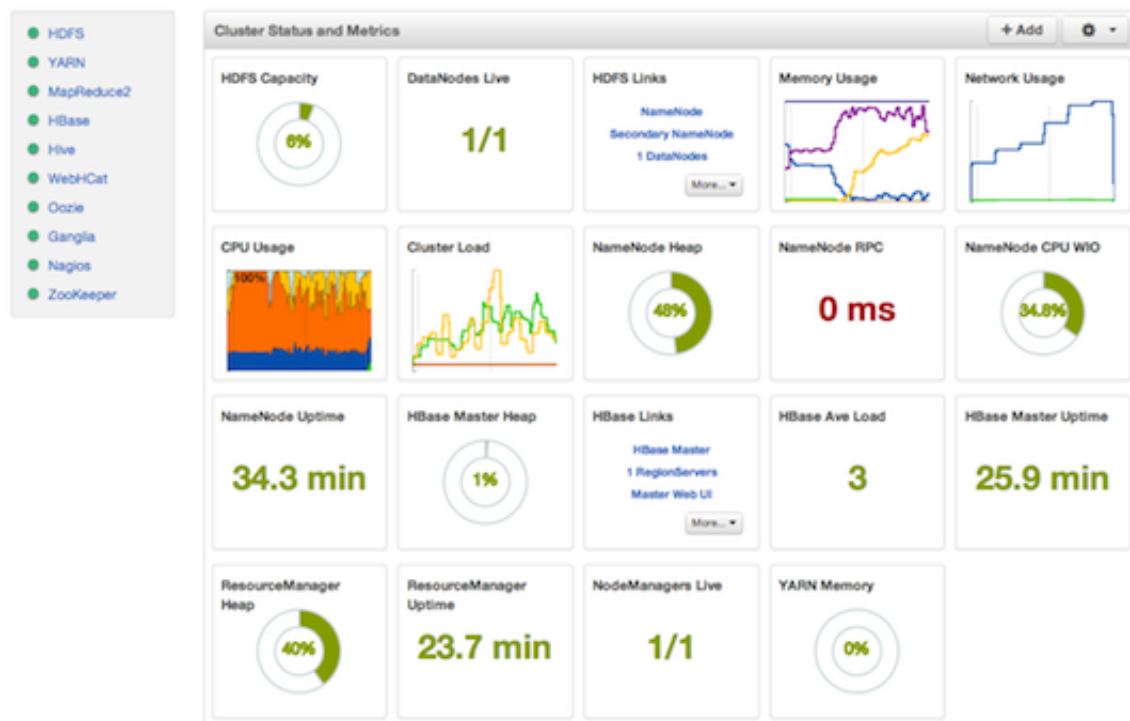 HDFS
YARN
MapReduce2
HBase
Hive
WebHCat
Oozie
Ganglia
Nagios
ZooKeeper
Cluster Status and Metrics
+ Add
HDFS Capacity
6%
DataNodes Live
1/1
HDFS Links
NameNode
Secondary NameNode
1 DataNodes
More...
Memory Usage
Network Usage
CPU Usage
100%
Cluster Load
NameNode Heap
48%
NameNode RPC
0 ms
NameNode CPU WIO
34.8%
NameNode Uptime
34.3 min
HBase Master Heap
1%
HBase Links
HBase Master
1 RegionServers
Master Web UI
More...
HBase Ave Load
3
HBase Master Uptime
25.9 min
ResourceManager
Heap
40%
ResourceManager
Uptime
23.7 min
NodeManagers Live
1/1
YARN Memory
0%